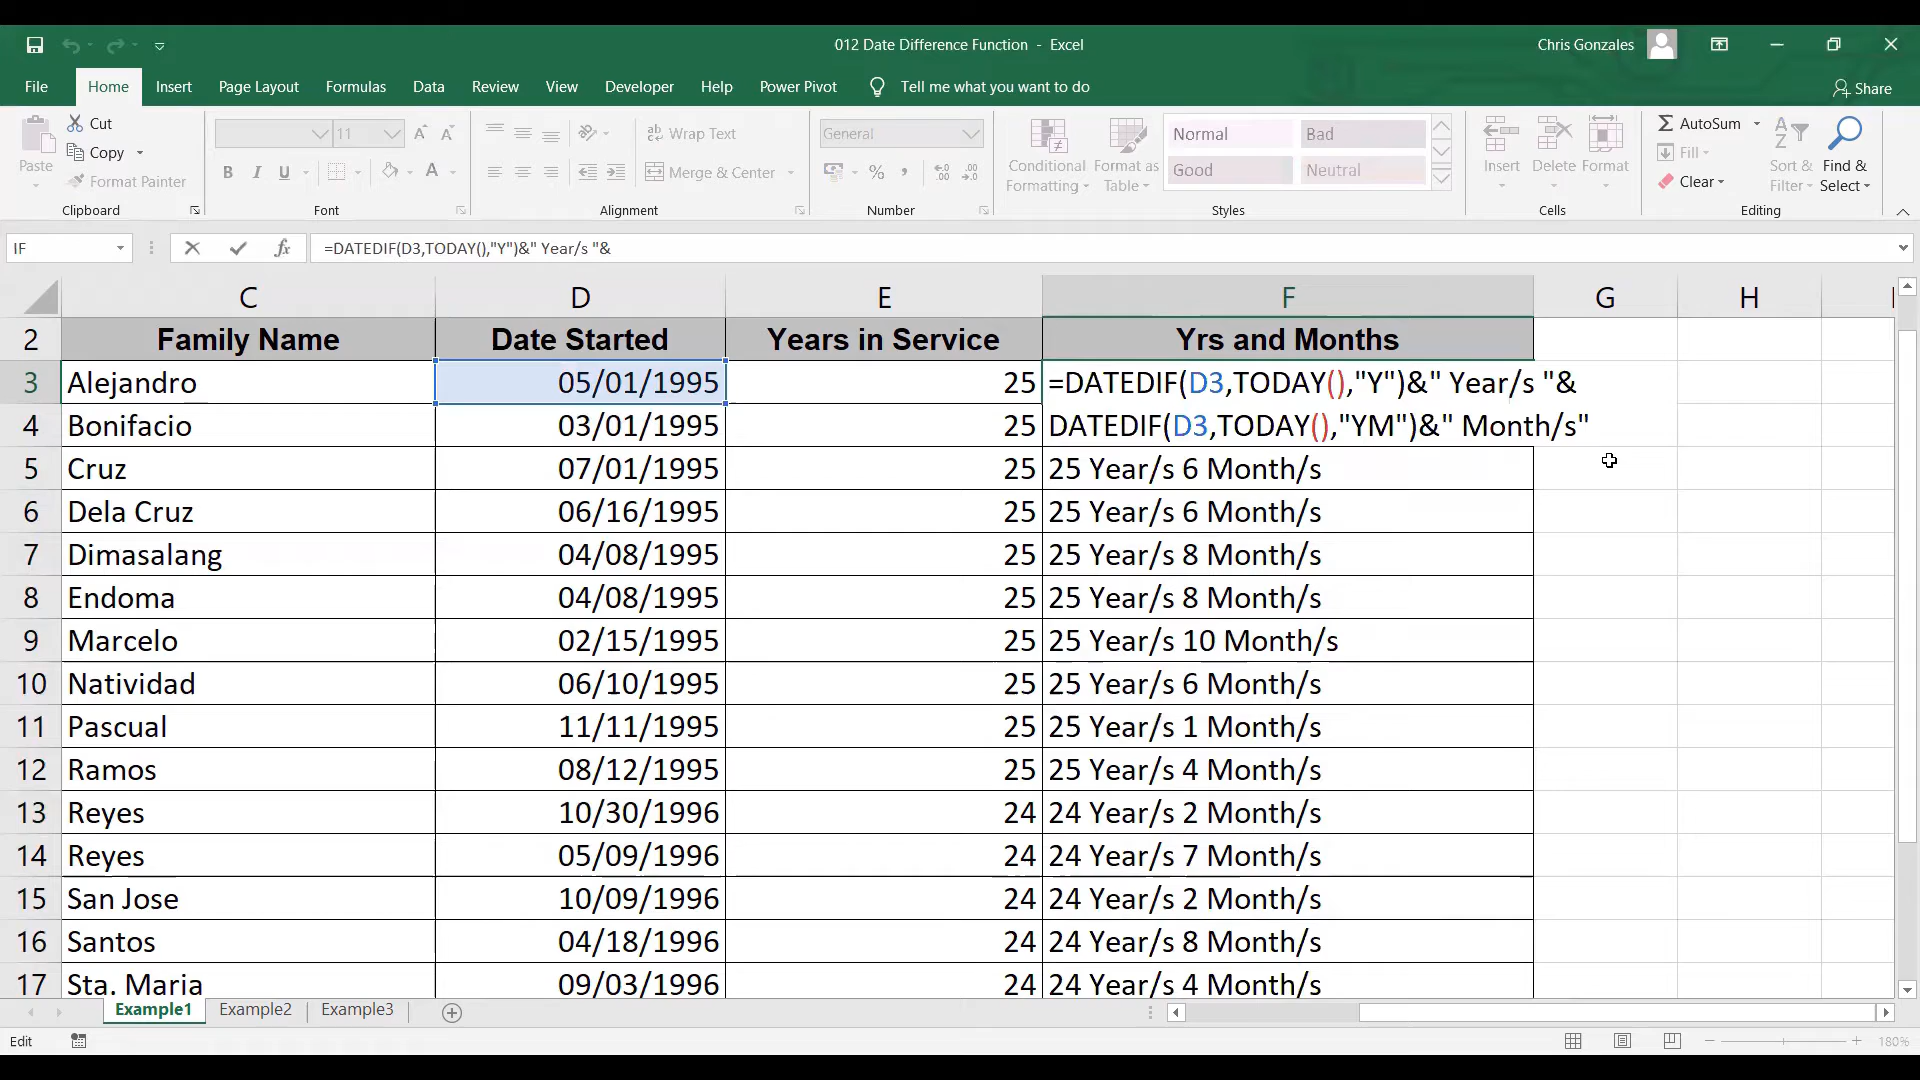 012 Date Difference Function - Excel
Chris Gonzales
File Home Insert Page Layout Formulas Data Review View Developer Help Power Pivot Tell me what you want to do Share
Paste
Cut
Copy
Format Painter
Clipboard
11 A A
B I U A
Font
Wrap Text
Merge & Center
Alignment
General
% ,
Number
Conditional Formatting
Format as Table
Normal Bad
Good Neutral
Styles
Insert Delete Format
Cells
AutoSum
Fill
Clear
Sort & Filter
Find & Select
Editing
IF fx =DATEDIF(D3,TODAY(),"Y")&" Year/s "&
C D E F G H
2 Family Name Date Started Years in Service Yrs and Months
3 Alejandro 05/01/1995 25 =DATEDIF(D3,TODAY(),"Y")&" Year/s "&
4 Bonifacio 03/01/1995 25 DATEDIF(D3,TODAY(),"YM")&" Month/s"
5 Cruz 07/01/1995 25 25 Year/s 6 Month/s
6 Dela Cruz 06/16/1995 25 25 Year/s 6 Month/s
7 Dimasalang 04/08/1995 25 25 Year/s 8 Month/s
8 Endoma 04/08/1995 25 25 Year/s 8 Month/s
9 Marcelo 02/15/1995 25 25 Year/s 10 Month/s
10 Natividad 06/10/1995 25 25 Year/s 6 Month/s
11 Pascual 11/11/1995 25 25 Year/s 1 Month/s
12 Ramos 08/12/1995 25 25 Year/s 4 Month/s
13 Reyes 10/30/1996 24 24 Year/s 2 Month/s
14 Reyes 05/09/1996 24 24 Year/s 7 Month/s
15 San Jose 10/09/1996 24 24 Year/s 2 Month/s
16 Santos 04/18/1996 24 24 Year/s 8 Month/s
17 Sta. Maria 09/03/1996 24 24 Year/s 4 Month/s
Example1 Example2 Example3
Edit 180%